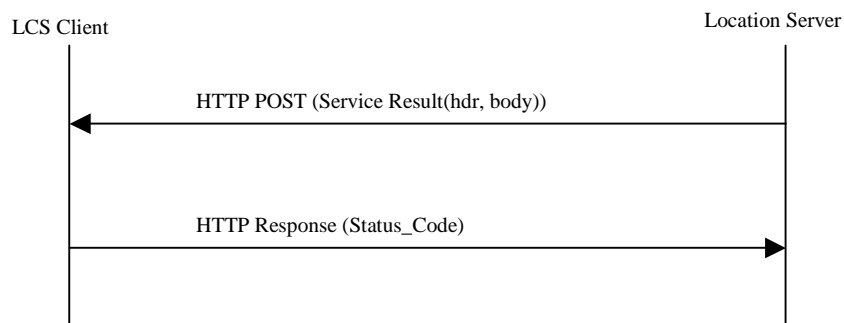 LCS Client
Location Server
HTTP POST (Service Result(hdr, body))
HTTP Response (Status_Code)